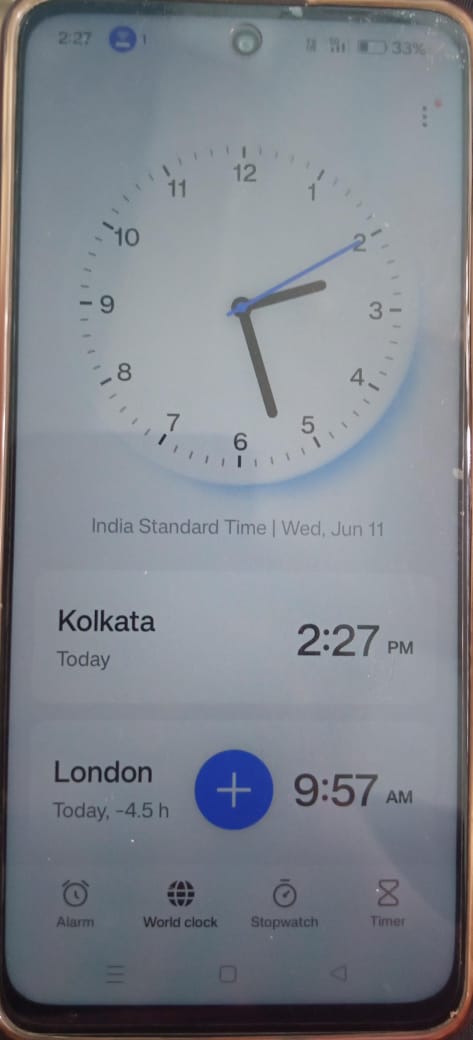 2:27 1 33%
12
11 1
10 2
9 3
8 4
7 5
6
India Standard Time | Wed, Jun 11
Kolkata
2:27 PM
Today
London
9:57 AM
Today, -4.5 h
Alarm World clock Stopwatch Timer